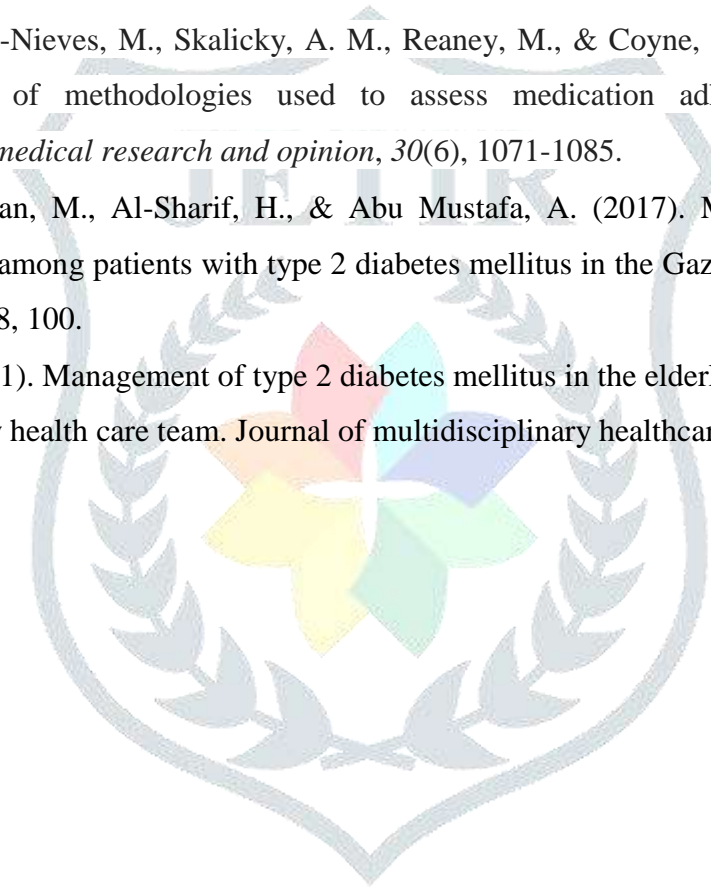 -Nieves, M., Skalicky, A. M., Reaney, M., & Coyne,
of methodologies used to assess medication ad
medical research and opinion, 30(6), 1071-1085.
an, M., Al-Sharif, H., & Abu Mustafa, A. (2017). M
among patients with type 2 diabetes mellitus in the Gaz
8, 100.
1). Management of type 2 diabetes mellitus in the elderl
y health care team. Journal of multidisciplinary healthcar
JETIR